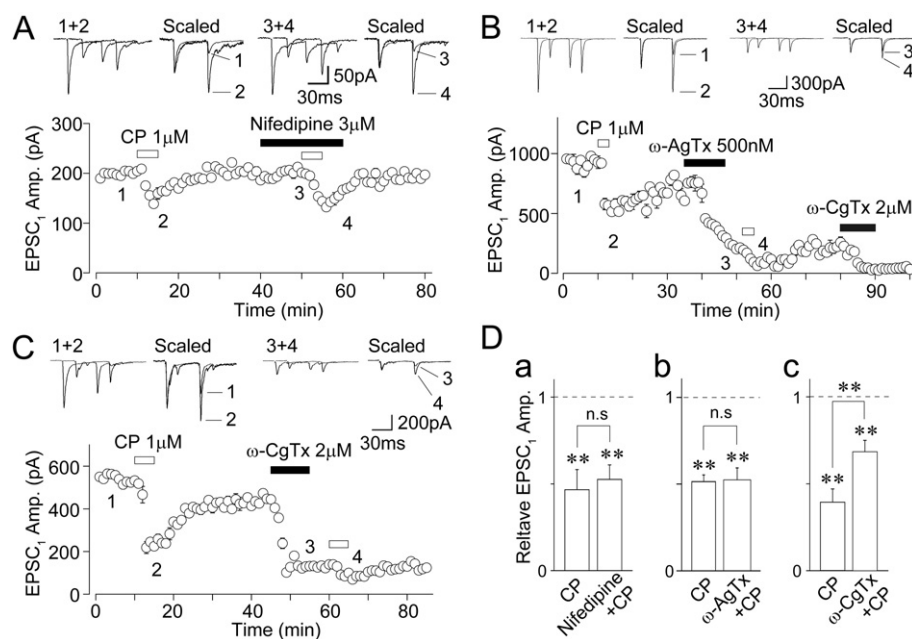 A
1+2 Scaled 3+4 Scaled
1
2
50pA
30ms
3
4
EPSC1 Amp. (pA)
300
200
100
0
CP 1μM
Nifedipine 3μM
1
2
3
4
0 20 40 60 80
Time (min)
B
1+2 Scaled 3+4 Scaled
1
2
300pA
30ms
3
4
EPSC1 Amp. (pA)
1000
500
0
CP 1μM
ω-AgTx 500nM
ω-CgTx 2μM
1
2
3
4
0 30 60 90
Time (min)
C
1+2 Scaled 3+4 Scaled
1
2
3
4
200pA
30ms
EPSC1 Amp. (pA)
600
400
200
0
CP 1μM
ω-CgTx 2μM
1
2
3
4
0 20 40 60 80
Time (min)
D
a
b
c
Reltave EPSC1 Amp.
1
0
n.s
** **
CP
Nifedipine
+CP
1
0
n.s
** **
CP
ω-AgTx
+CP
1
0
**
** **
CP
ω-CgTx
+CP